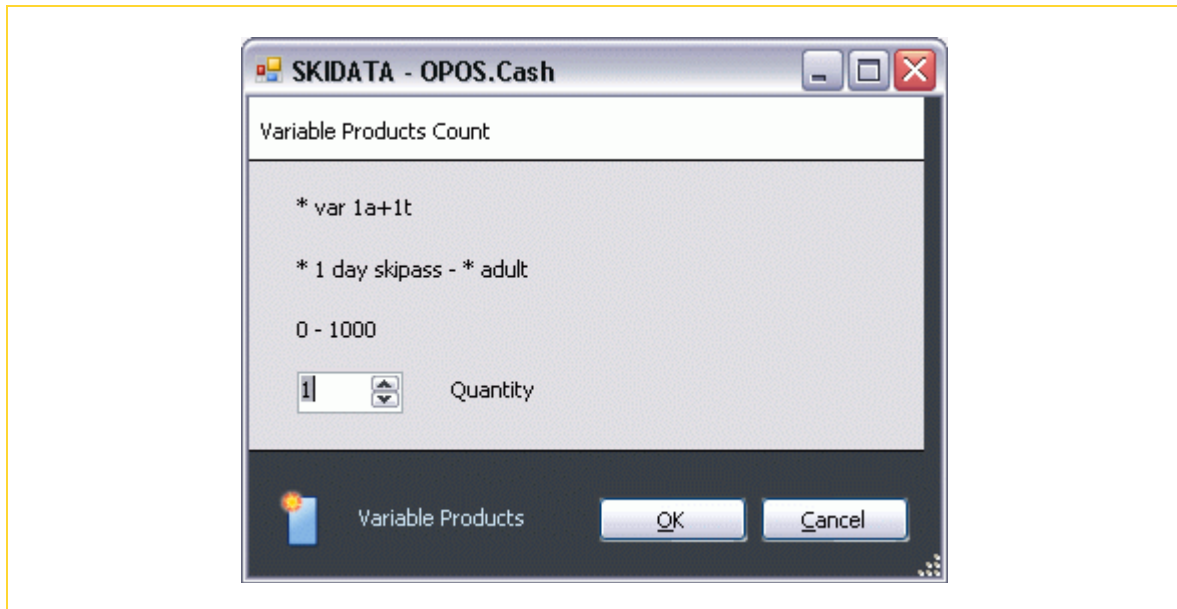 SKIDATA - OPOS.Cash
Variable Products Count
* var 1a+1t
* 1 day skipass - * adult
0 - 1000
1 Quantity
Variable Products OK Cancel